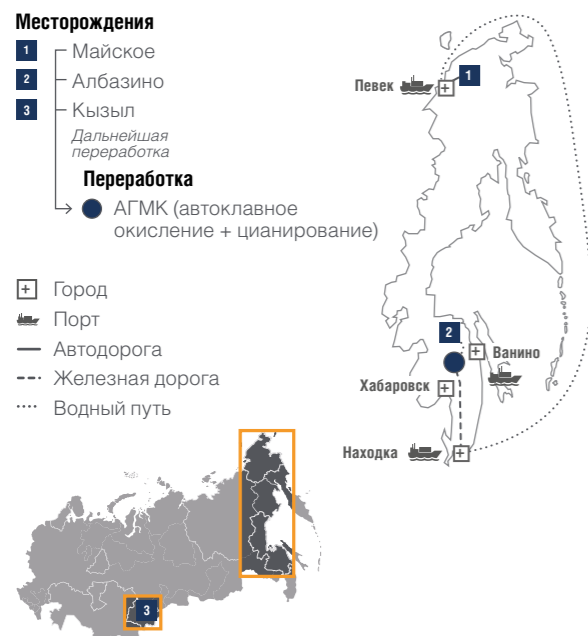 Месторождения
1 Майское
2 Албазино
3 Кызыл
Дальнейшая
переработка
Переработка
АГМК (автоклавное
окисление + цианирование)
Город
Порт
Автодорога
Железная дорога
Водный путь
Певек
1
2
Ванино
Хабаровск
Находка
3